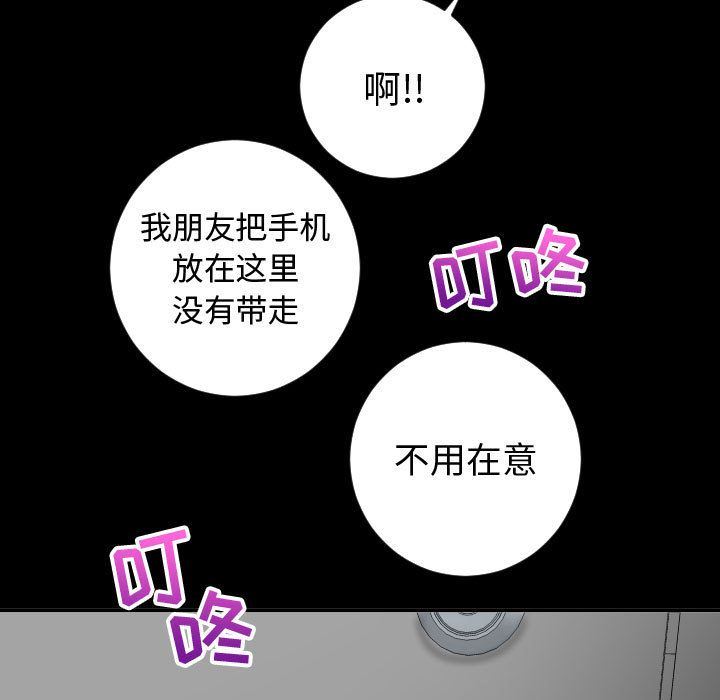 啊!!
我朋友把手机
放在这里
没有带走
叮咚
不用在意
叮咚